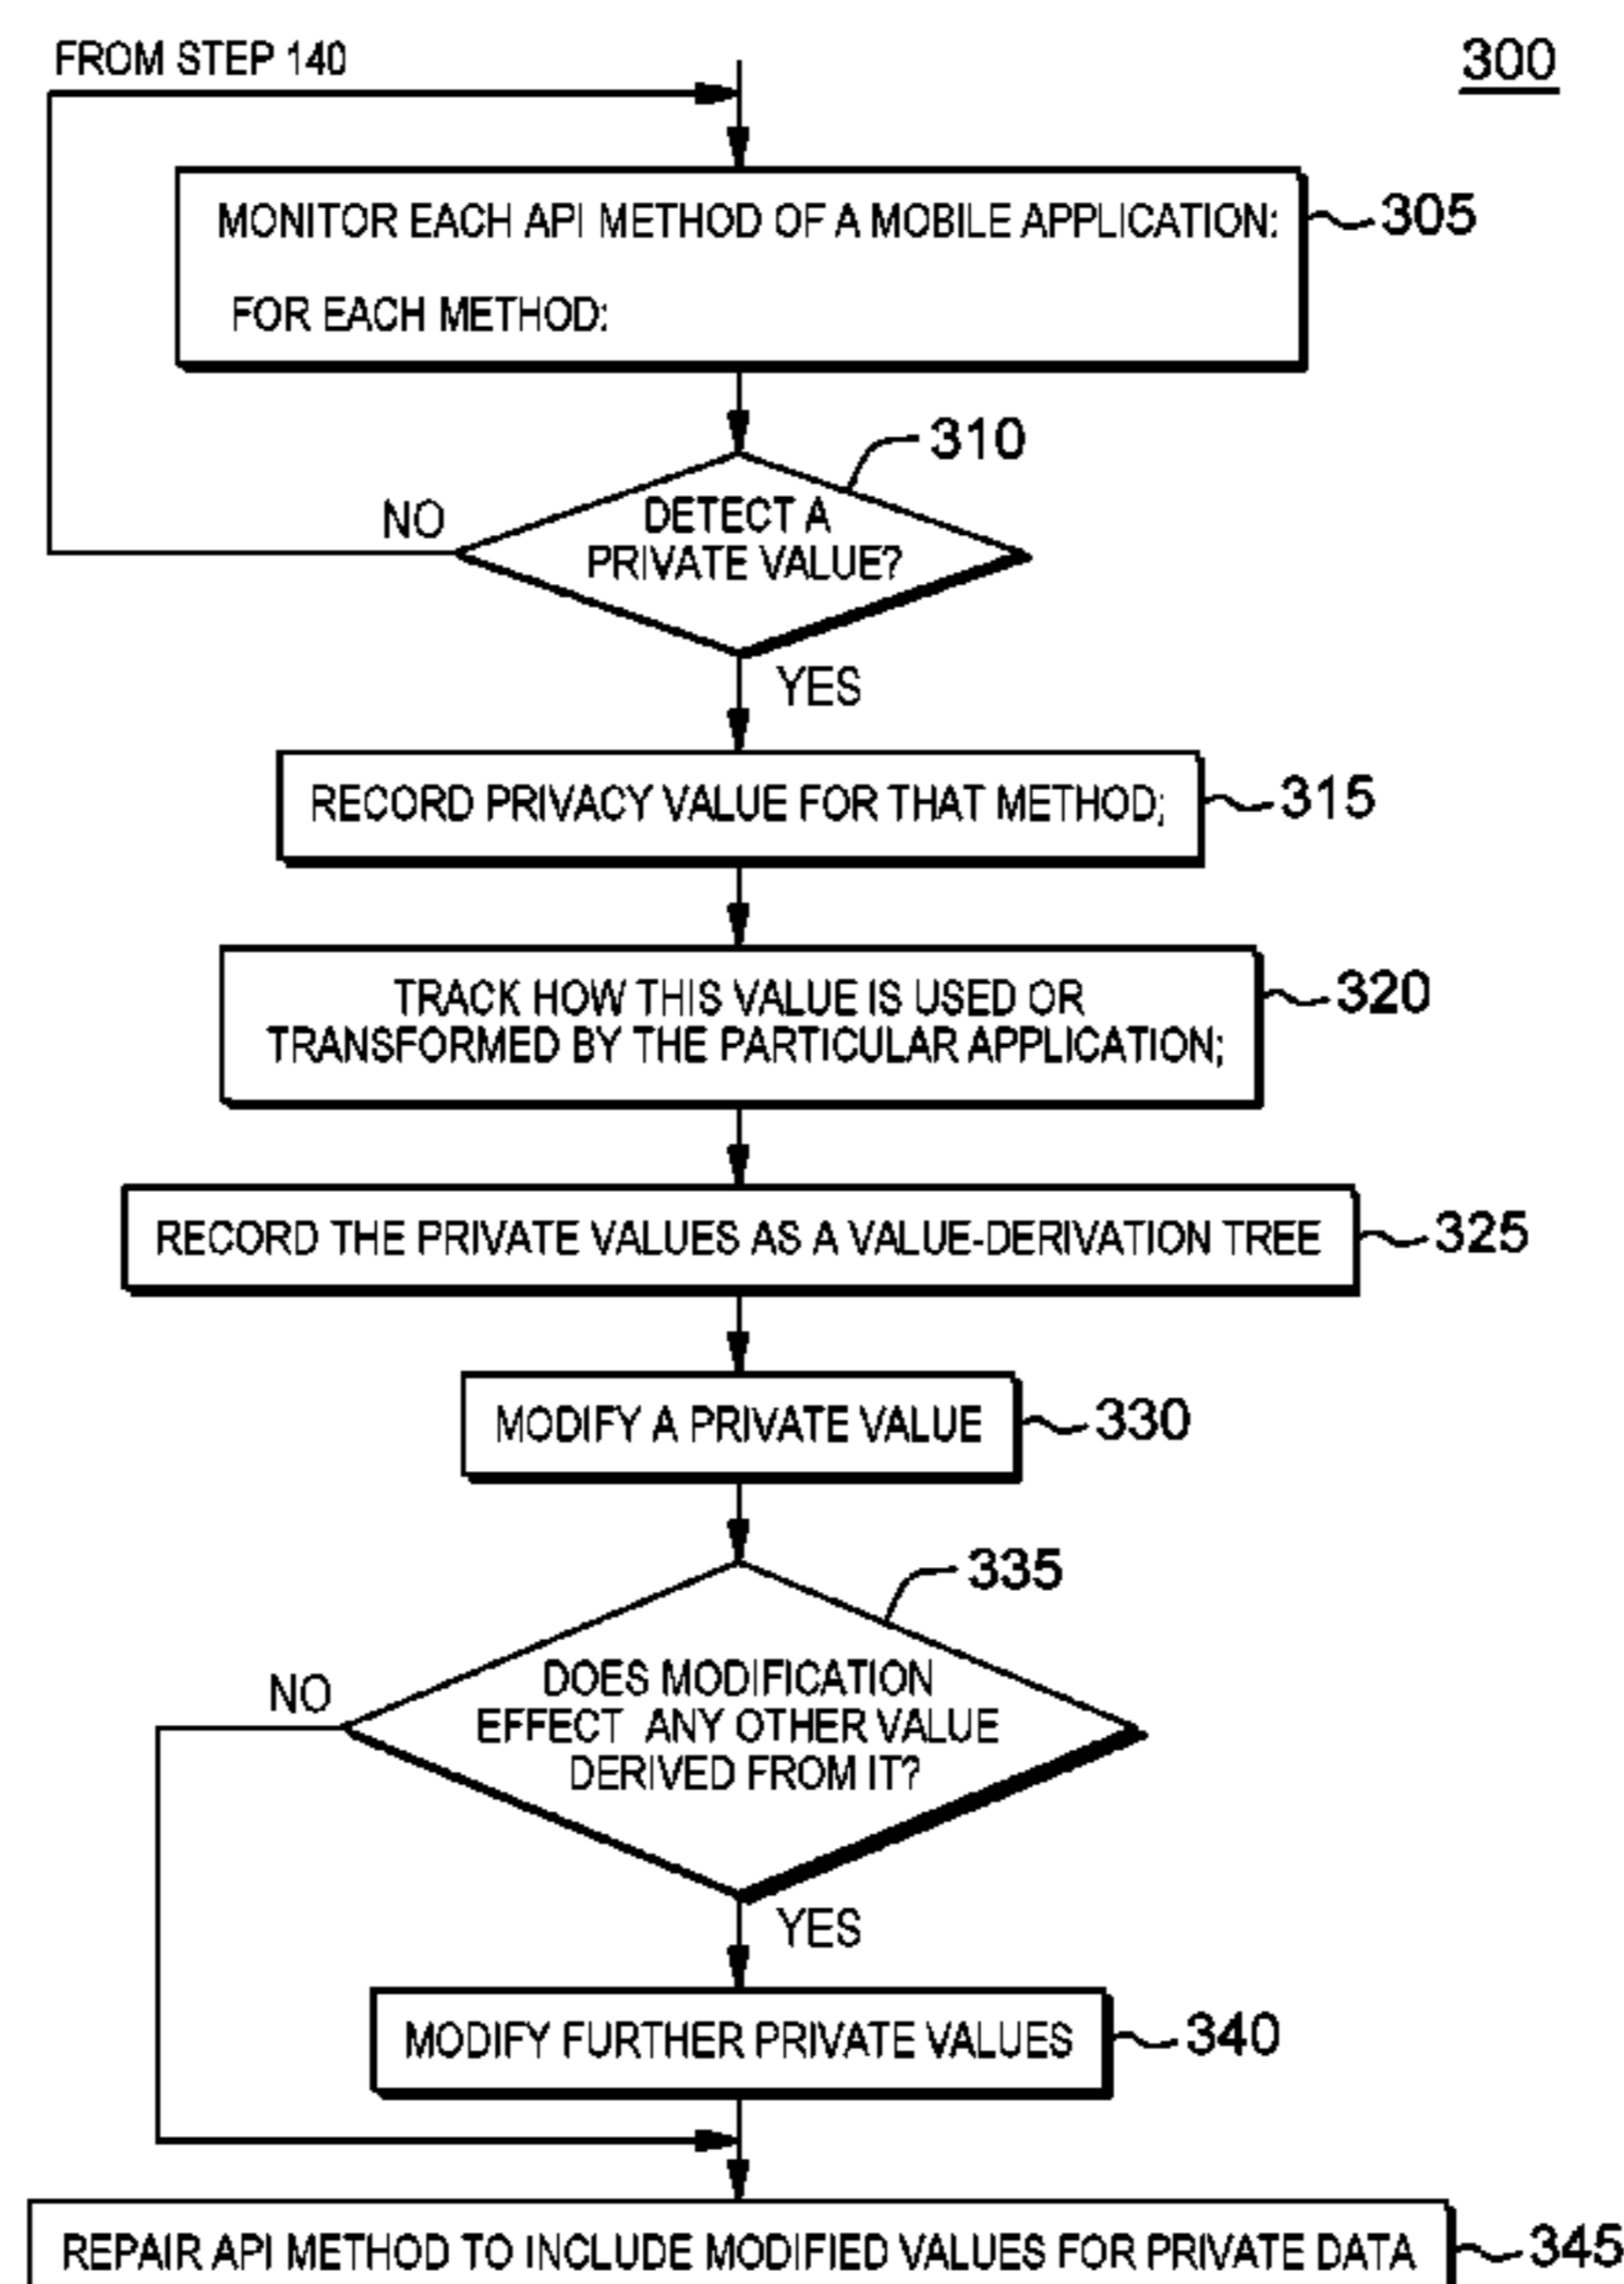 FROM STEP 140
300
MONITOR EACH API METHOD OF A MOBILE APPLICATION:
FOR EACH METHOD:
305
310
DETECT A
PRIVATE VALUE?
NO
YES
RECORD PRIVACY VALUE FOR THAT METHOD;
315
TRACK HOW THIS VALUE IS USED OR
TRANSFORMED BY THE PARTICULAR APPLICATION;
320
RECORD THE PRIVATE VALUES AS A VALUE-DERIVATION TREE
325
MODIFY A PRIVATE VALUE
330
335
DOES MODIFICATION
EFFECT ANY OTHER VALUE
DERIVED FROM IT?
NO
YES
MODIFY FURTHER PRIVATE VALUES
340
REPAIR API METHOD TO INCLUDE MODIFIED VALUES FOR PRIVATE DATA
345